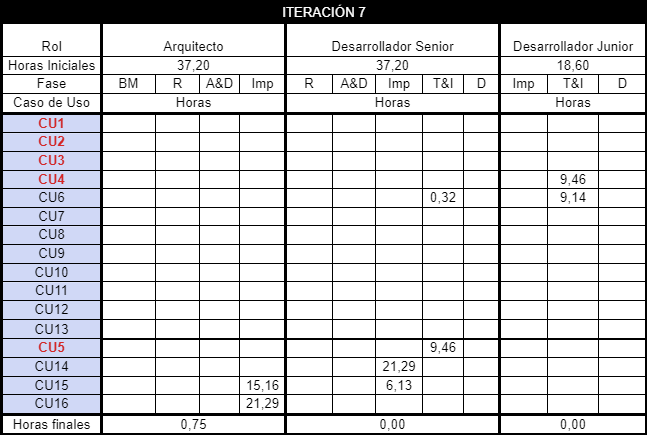 ITERACIÓN 7
Rol Arquitecto Desarrollador Senior Desarrollador Junior
Horas Iniciales 37,20 37,20 18,60
Fase BM R A&D Imp R A&D Imp T&I D Imp T&I D
Caso de Uso Horas Horas Horas
CU1
CU2
CU3
CU4 9,46
CU6 0,32 9,14
CU7
CU8
CU9
CU10
CU11
CU12
CU13
CU5 9,46
CU14 21,29
CU15 15,16 6,13
CU16 21,29
Horas finales 0,75 0,00 0,00